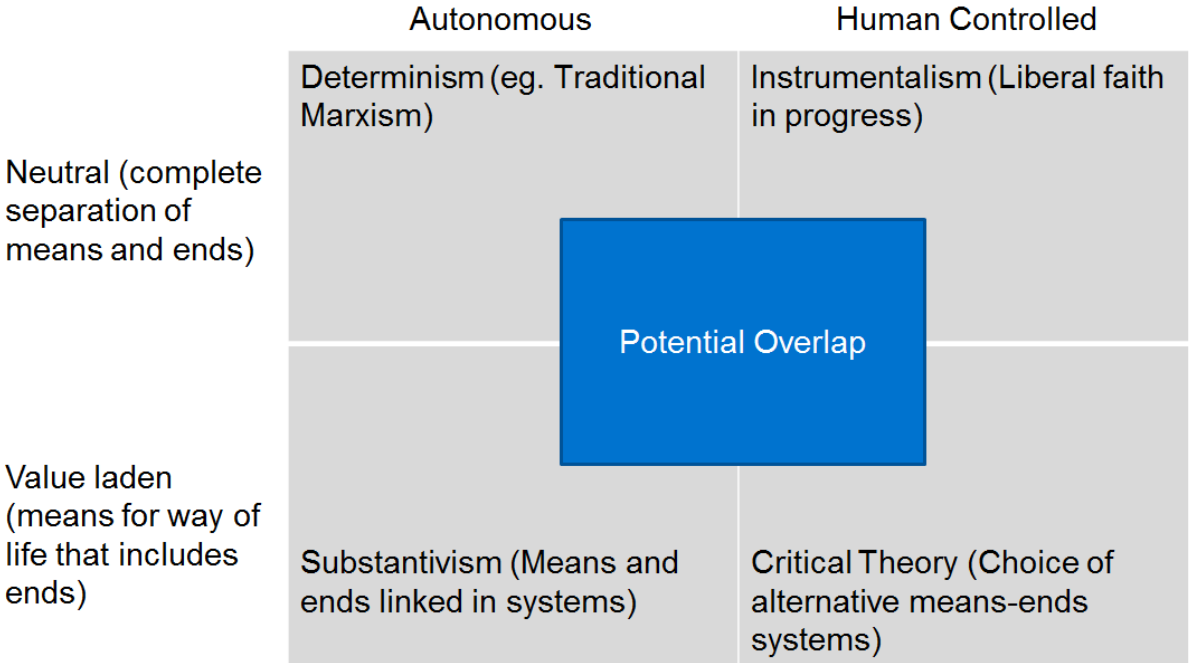 Autonomous
Human Controlled
Determinism (eg. Traditional
Marxism)
Instrumentalism (Liberal faith
in progress)
Neutral (complete
separation of
means and ends)
Potential Overlap
Value laden
(means for way of
life that includes
ends)
Substantivism (Means and
ends linked in systems)
Critical Theory (Choice of
alternative means-ends
systems)